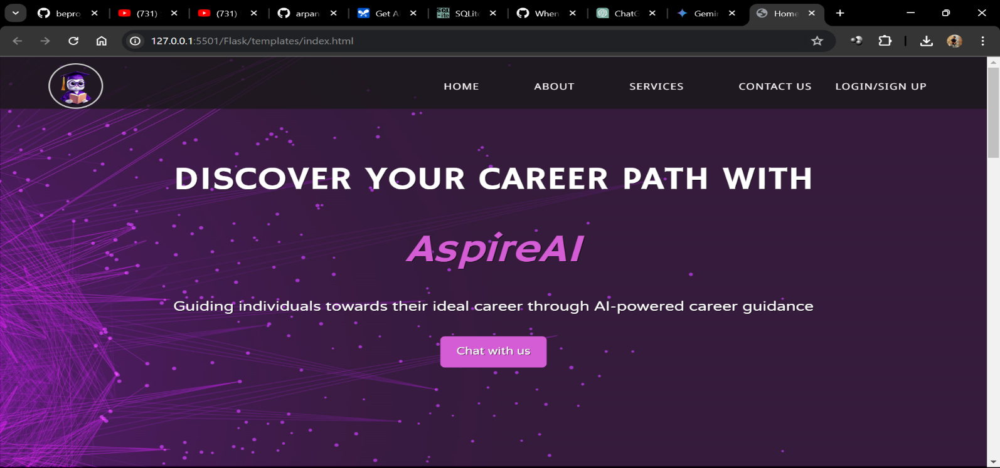 bepro
(731)
(731)
arpan
Get A
SQLite
When
ChatG
Gemin
Home
127.0.0.1:5501/Flask/templates/index.html
HOME ABOUT SERVICES CONTACT US LOGIN/SIGN UP
DISCOVER YOUR CAREER PATH WITH
AspireAI
Guiding individuals towards their ideal career through AI-powered career guidance
Chat with us